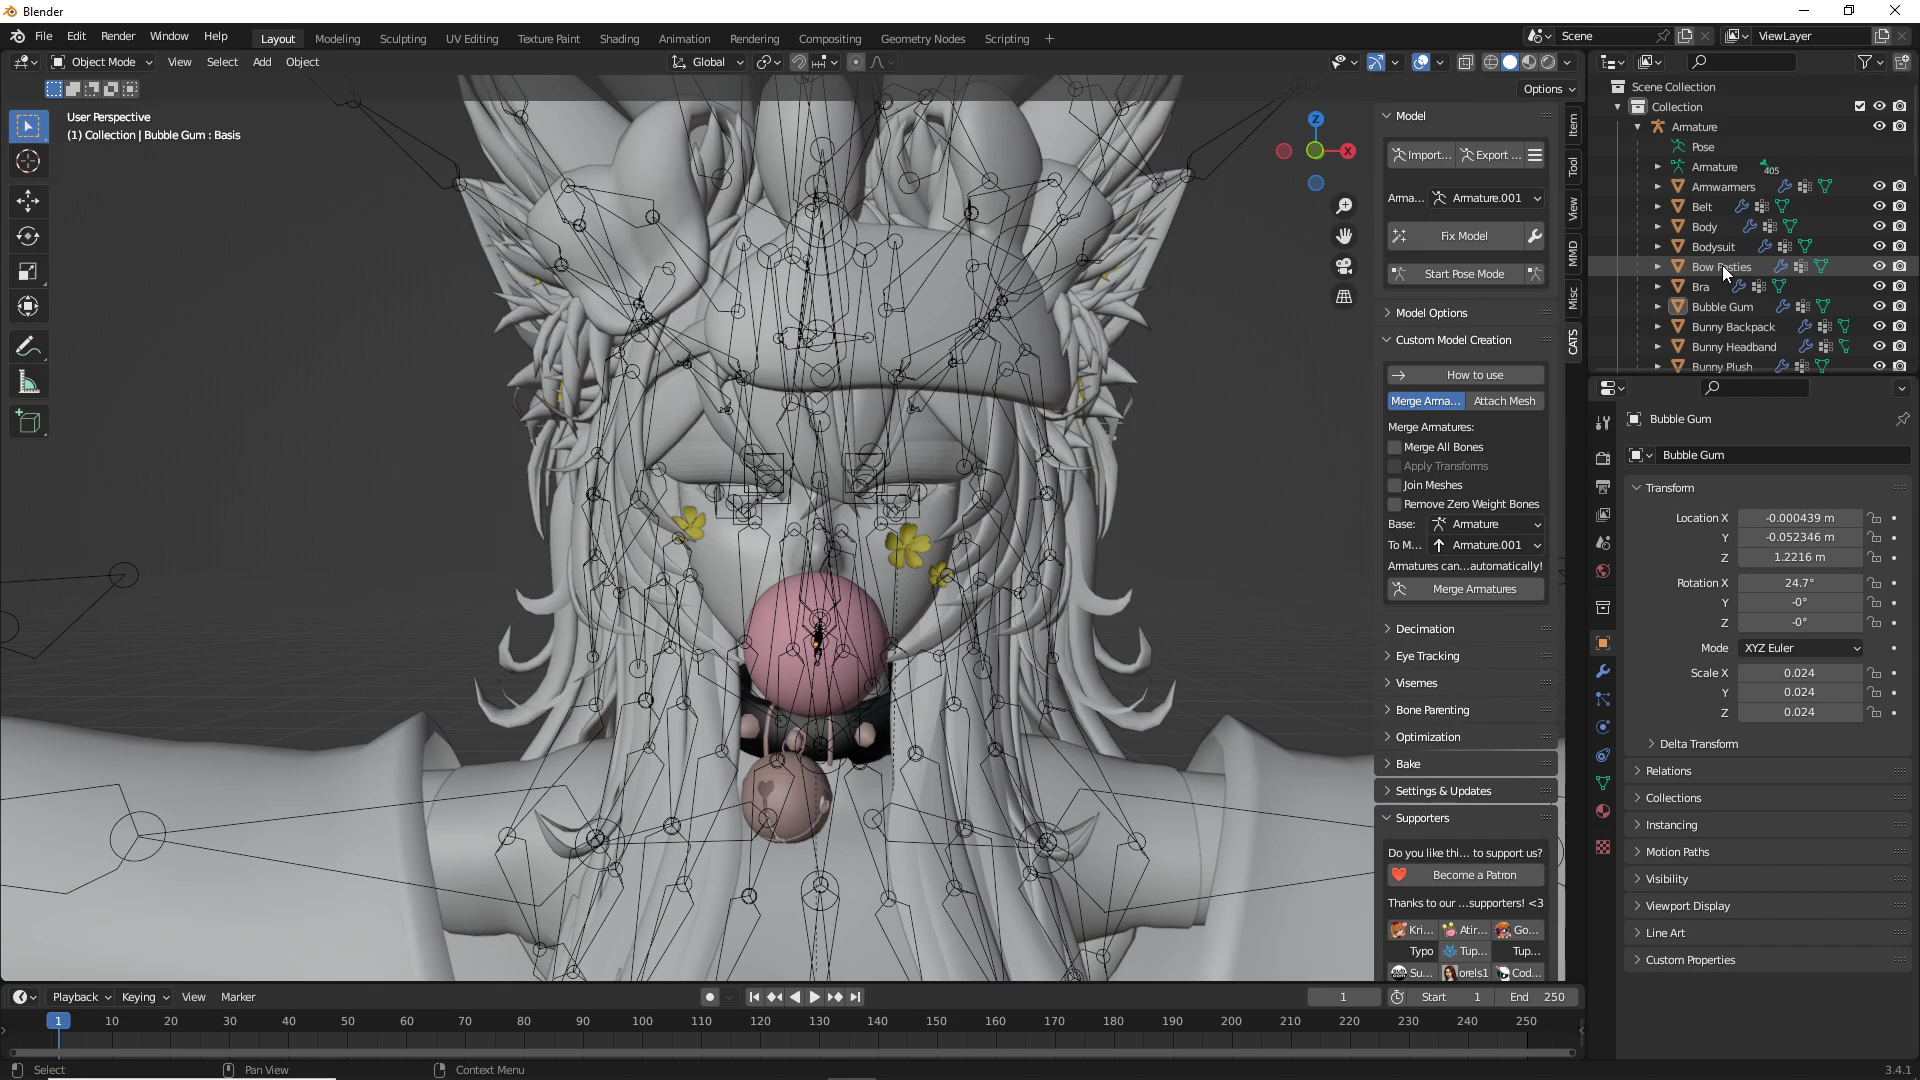 Blender
File Edit Render Window Help Layout Modeling Sculpting UV Editing Texture Paint Shading Animation Rendering Compositing Geometry Nodes Scripting + Scene ViewLayer
Object Mode View Select Add Object Global
Options
User Perspective
(1) Collection | Bubble Gum : Basis
Z
X
Model
Import... Export ...
Arma... Armature.001
Fix Model
Start Pose Mode
Model Options
Custom Model Creation
How to use
Merge Arma... Attach Mesh
Merge Armatures:
Merge All Bones
Apply Transforms
Join Meshes
Remove Zero Weight Bones
Base: Armature
To M... Armature.001
Armatures can...automatically!
Merge Armatures
Decimation
Eye Tracking
Visemes
Bone Parenting
Optimization
Bake
Settings & Updates
Supporters
Do you like thi... to support us?
Become a Patron
Thanks to our ...supporters! <3
Kri... Atir... Go...
Typo Tup... Tup...
Su... orels1 Cod...
Item
Tool
View
MMD
Misc
CATS
Scene Collection
Collection
Armature
Pose
Armature 405
Armwarmers
Belt
Body
Bodysuit
Bra
Bubble Gum
Bunny Backpack
Bunny Headband
Bunny Plush
Bubble Gum
Bubble Gum
Transform
Location X -0.000439 m
Y -0.052346 m
Z 1.2216 m
Rotation X 24.7°
Y -0°
Z -0°
Mode XYZ Euler
Scale X 0.024
Y 0.024
Z 0.024
Delta Transform
Relations
Collections
Instancing
Motion Paths
Visibility
Viewport Display
Line Art
Custom Properties
Playback Keying View Marker 1 Start 1 End 250
1 10 20 30 40 50 60 70 80 90 100 110 120 130 140 150 160 170 180 190 200 210 220 230 240 250
Select Pan View Context Menu 3.4.1